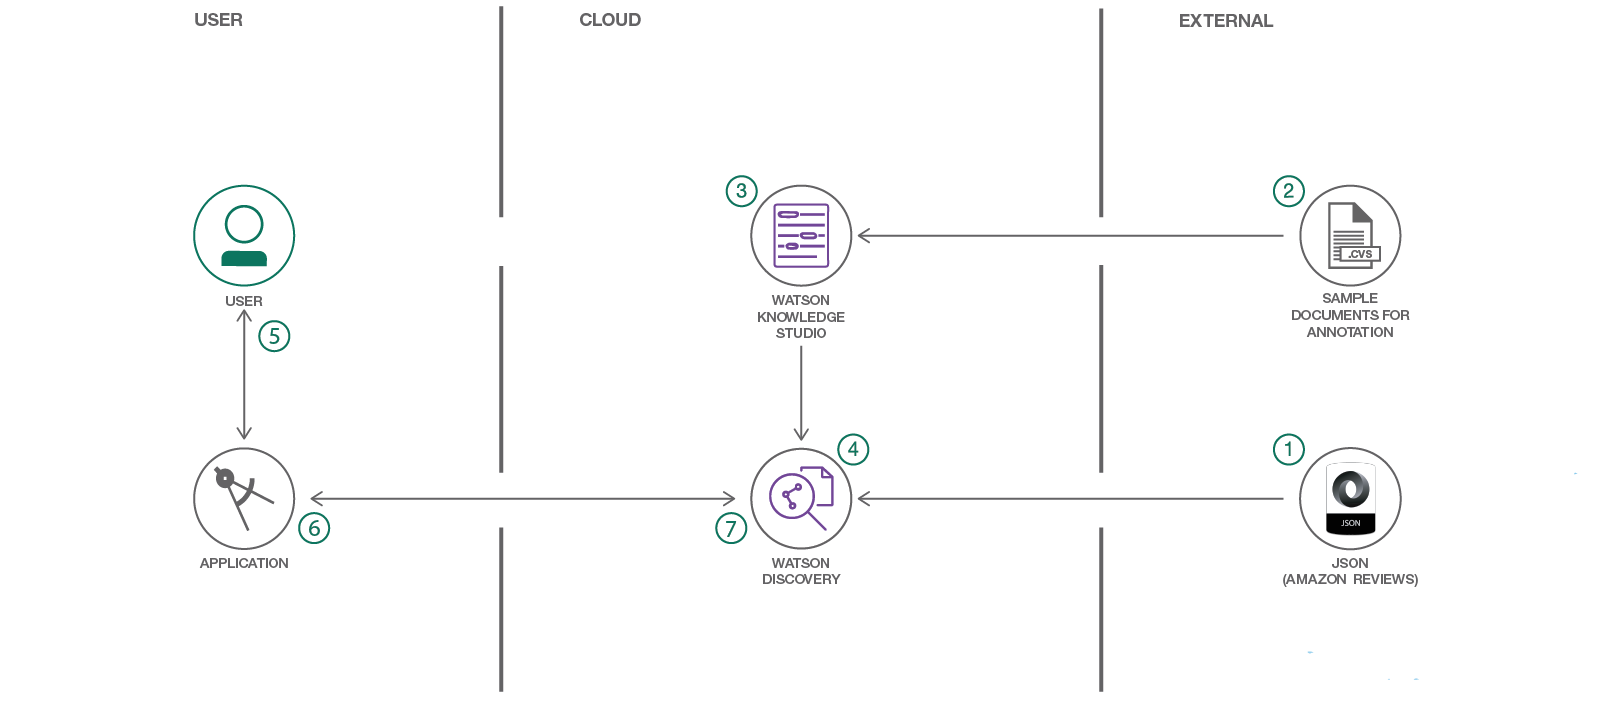 USER
CLOUD
EXTERNAL
3
2
.CVS
USER
WATSON
KNOWLEDGE
STUDIO
SAMPLE
DOCUMENTS FOR
ANNOTATION
5
4
1
JSON
6
7
APPLICATION
WATSON
DISCOVERY
JSON
(AMAZON REVIEWS)